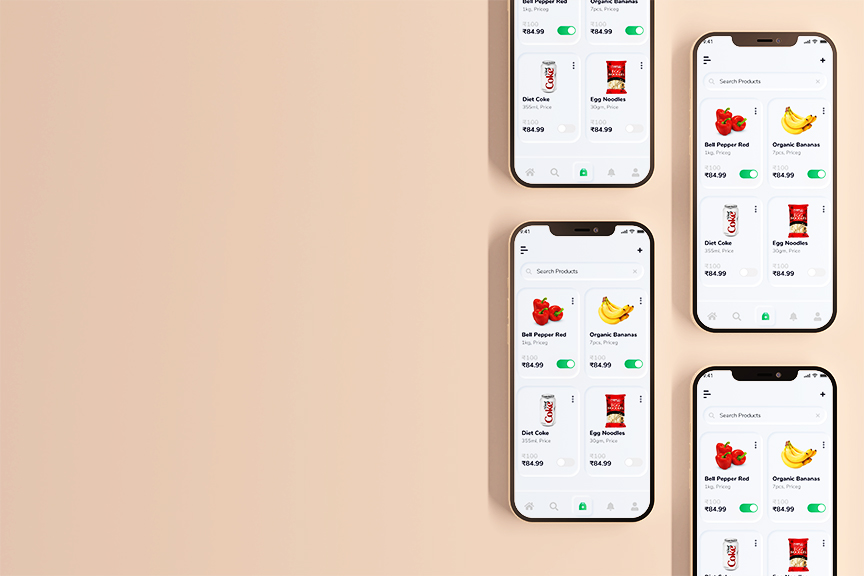 Bell Pepper Red
Organic Bananas
1kg, Priceg
7pcs, Priceg
₹100
₹100
₹84.99
₹84.99
Diet Coke
Egg Noodles
355ml, Price
30gm, Price
₹100
₹100
₹84.99
₹84.99
9:41
Search Products
Bell Pepper Red
Organic Bananas
1kg, Priceg
7pcs, Priceg
₹100
₹100
₹84.99
₹84.99
Diet Coke
Egg Noodles
355ml, Price
30gm, Price
₹100
₹100
₹84.99
₹84.99
9:41
Search Products
Bell Pepper Red
Organic Bananas
1kg, Priceg
7pcs, Priceg
₹100
₹100
₹84.99
₹84.99
Diet Coke
Egg Noodles
355ml, Price
30gm, Price
₹100
₹100
₹84.99
₹84.99
9:41
Search Products
Bell Pepper Red
Organic Bananas
1kg, Priceg
7pcs, Priceg
₹100
₹100
₹84.99
₹84.99